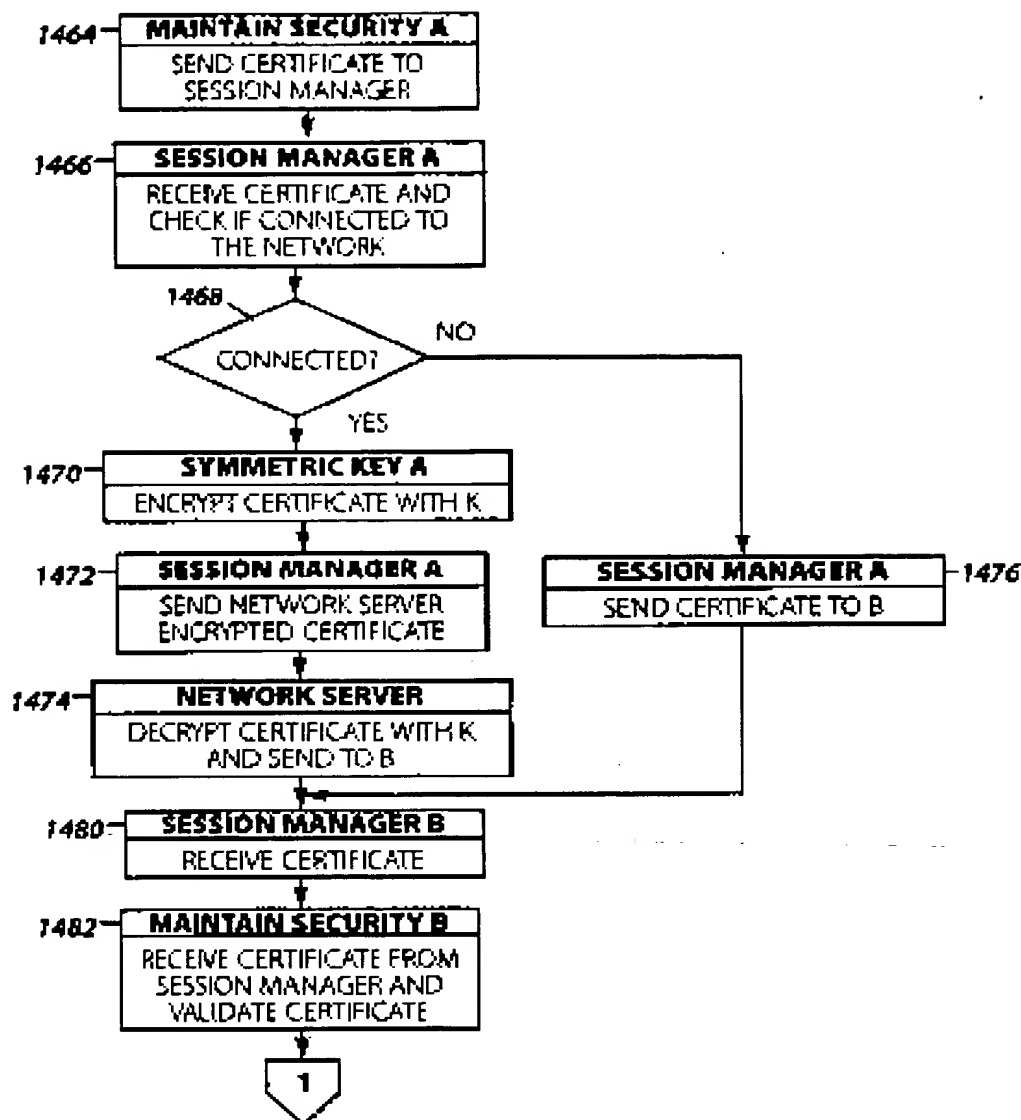 1464
MAINTAIN SECURITY A
SEND CERTIFICATE TO
SESSION MANAGER
1466
SESSION MANAGER A
RECEIVE CERTIFICATE AND
CHECK IF CONNECTED TO
THE NETWORK
1468
CONNECTED?
NO
YES
1470
SYMMETRIC KEY A
ENCRYPT CERTIFICATE WITH K
1472
SESSION MANAGER A
SEND NETWORK SERVER
ENCRYPTED CERTIFICATE
SESSION MANAGER A
1476
SEND CERTIFICATE TO B
1474
NETWORK SERVER
DECRYPT CERTIFICATE WITH K
AND SEND TO B
1480
SESSION MANAGER B
RECEIVE CERTIFICATE
1482
MAINTAIN SECURITY B
RECEIVE CERTIFICATE FROM
SESSION MANAGER AND
VALIDATE CERTIFICATE
1